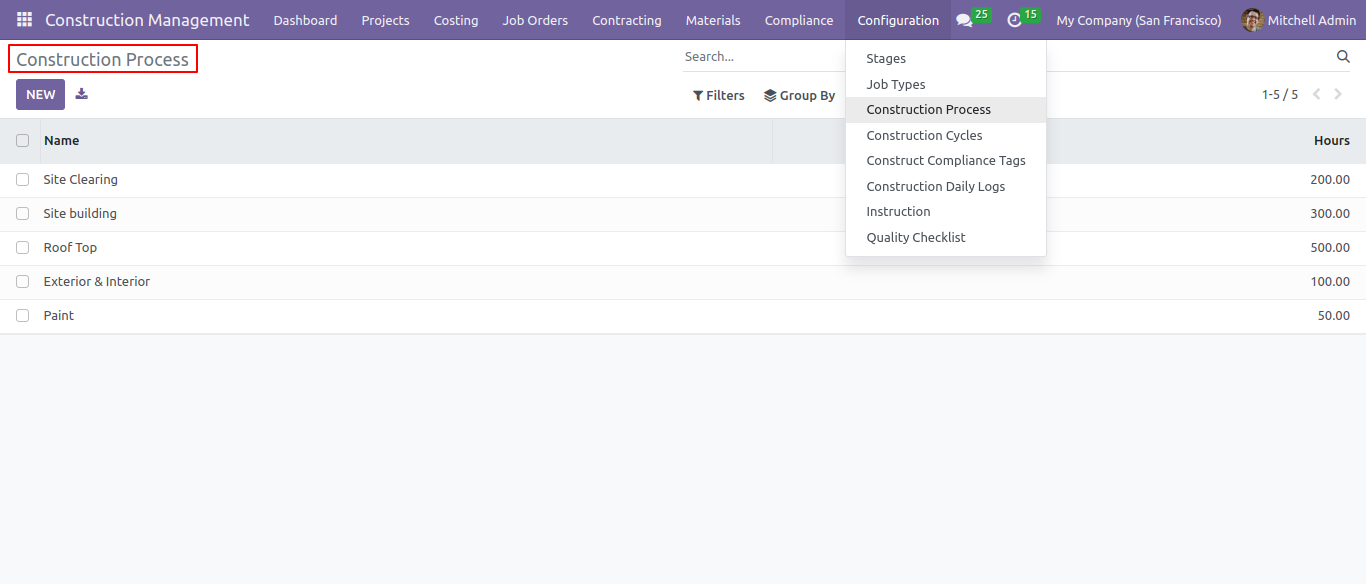 Construction Management Dashboard Projects Costing Job Orders Contracting Materials Compliance Configuration 25 15 My Company (San Francisco) Mitchell Admin
Construction Process
Search...
NEW
Filters Group By
1-5 / 5
Stages
Job Types
Construction Process
Construction Cycles
Construct Compliance Tags
Construction Daily Logs
Instruction
Quality Checklist
Name Hours
Site Clearing 200.00
Site building 300.00
Roof Top 500.00
Exterior & Interior 100.00
Paint 50.00